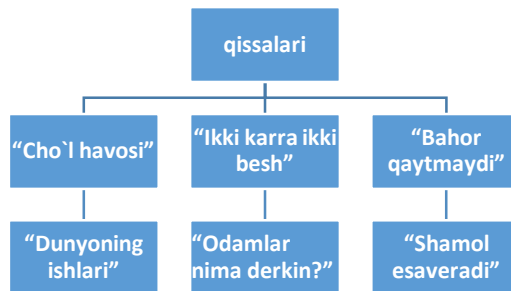 qissalari
“Cho`l havosi”
“Ikki karra ikki
besh”
“Bahor
qaytmaydi”
“Dunyoning
ishlari”
“Odamlar
nima derkin?”
“Shamol
esaveradi”